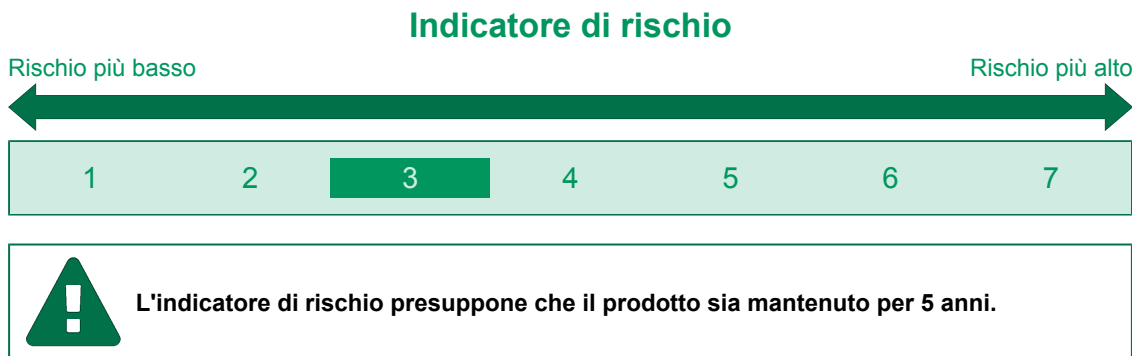 Indicatore di rischio
Rischio più basso Rischio più alto
1 2 3 4 5 6 7
L'indicatore di rischio presuppone che il prodotto sia mantenuto per 5 anni.